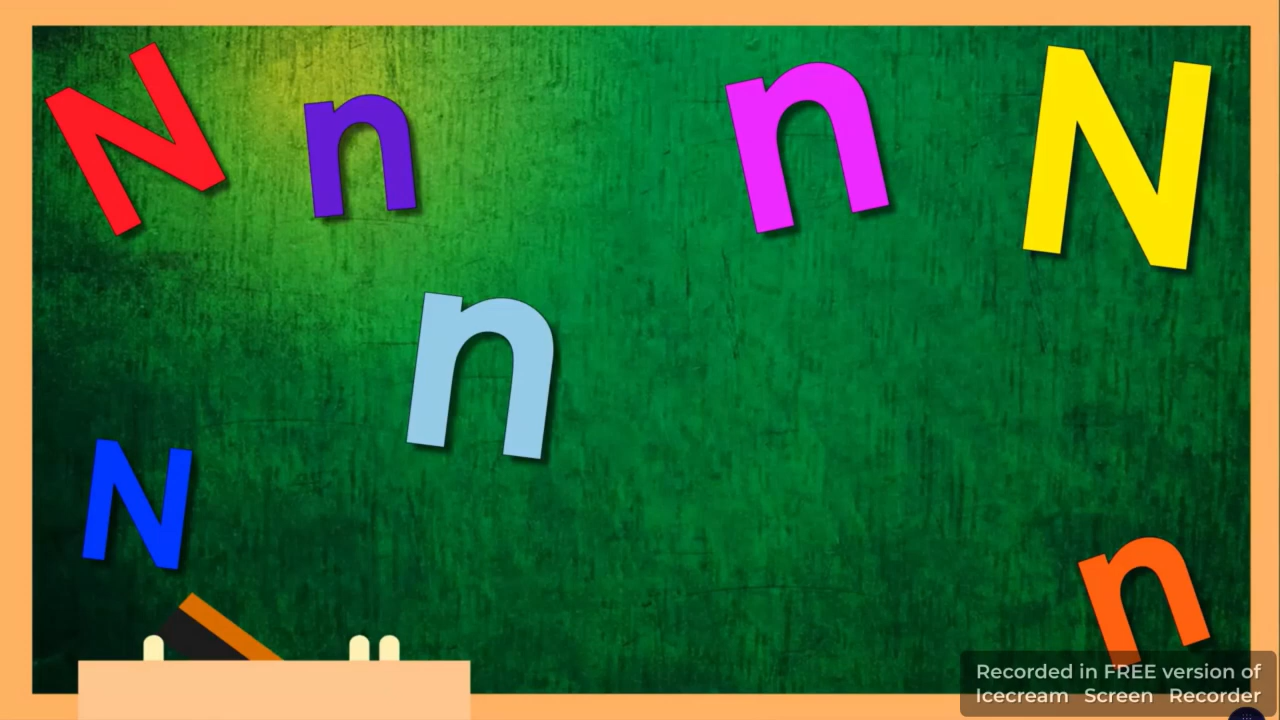 N n n N
n
N
n
Recorded in FREE version of
Icecream Screen Recorder